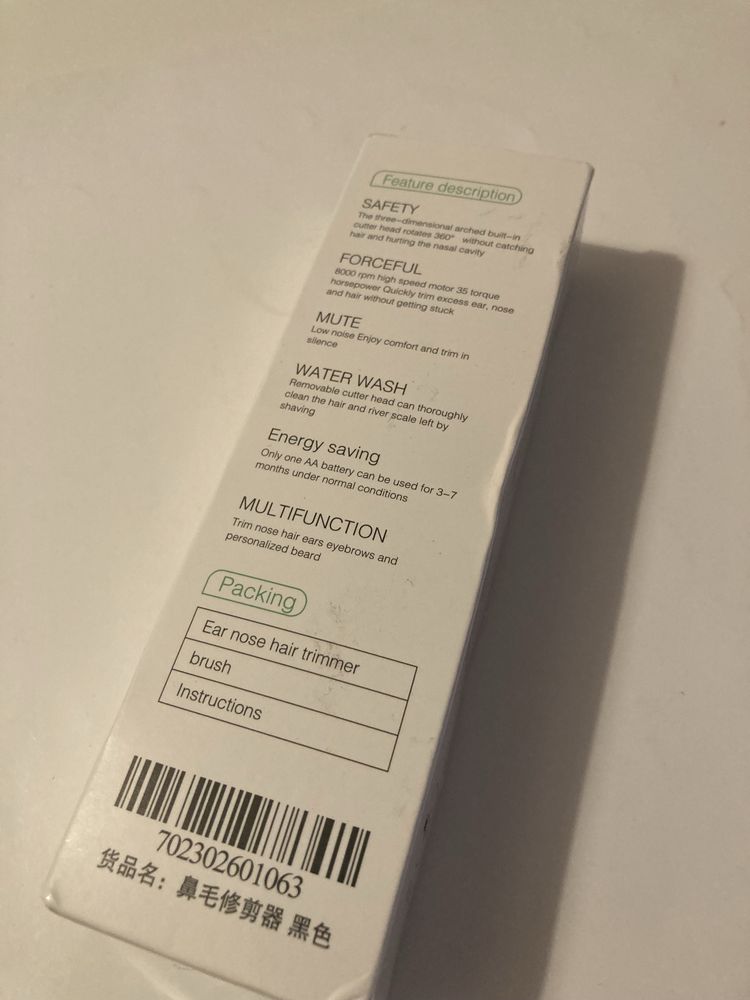 Feature description
SAFETY
The three-dimensional arched built-in
cutter head rotates 360° without catching
hair and hurting the nasal cavity
FORCEFUL
8000 rpm high speed motor 35 torque
horsepower Quickly trim excess ear, nose
and hair without getting stuck
MUTE
Low noise Enjoy comfort and trim in
silence
WATER WASH
Removable cutter head can thoroughly
clean the hair and river scale left by
shaving
Energy saving
Only one AA battery can be used for 3-7
months under normal conditions
MULTIFUNCTION
Trim nose hair ears eyebrows and
personalized beard
Packing
Ear nose hair trimmer
brush
Instructions
702302601063
货品名：鼻毛修剪器 黑色